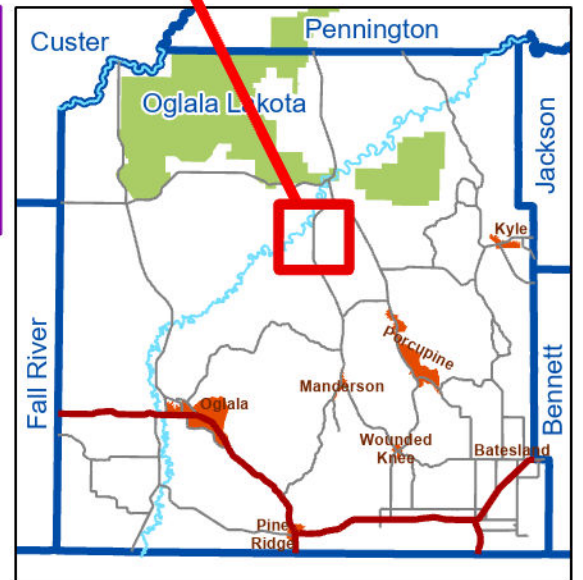 Custer
Pennington
Oglala Lakota
Jackson
Kyle
Fall River
Porcupine
Manderson
Oglala
Bennett
Wounded
Knee
Batesland
Pine
Ridge